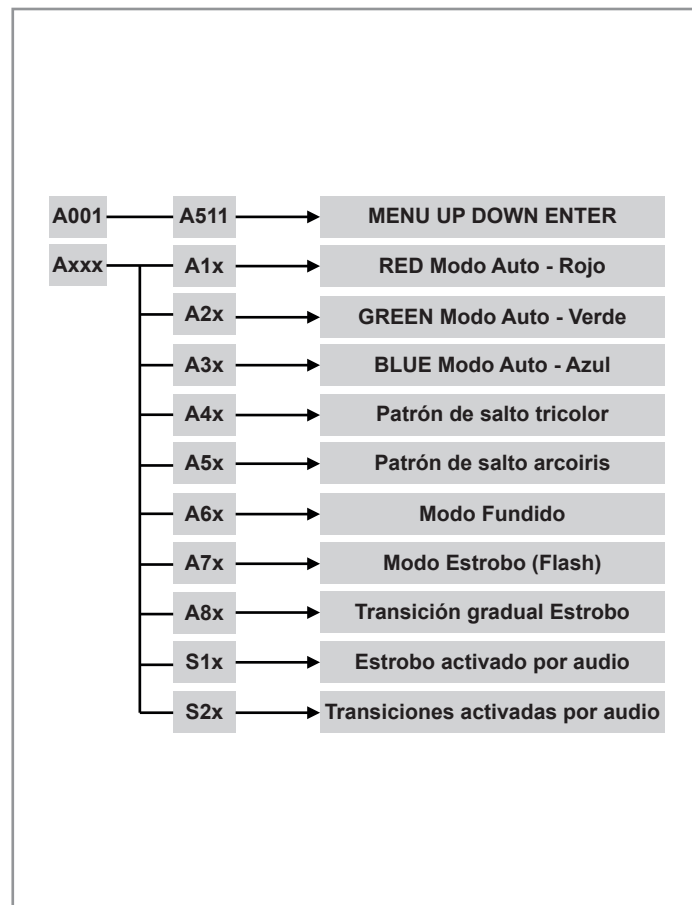 A001 A511 MENU UP DOWN ENTER
Axxx A1x RED Modo Auto - Rojo
A2x GREEN Modo Auto - Verde
A3x BLUE Modo Auto - Azul
A4x Patrón de salto tricolor
A5x Patrón de salto arcoiris
A6x Modo Fundido
A7x Modo Estrobo (Flash)
A8x Transición gradual Estrobo
S1x Estrobo activado por audio
S2x Transiciones activadas por audio